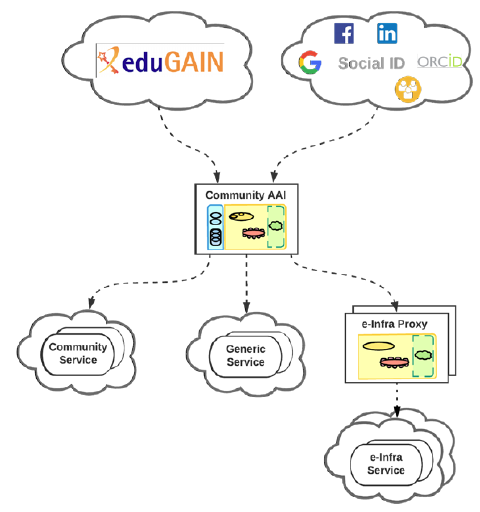 eduGAIN
Social ID
ORCID
Community AAI
Community
Service
Generic
Service
e-Infra Proxy
e-Infra
Service